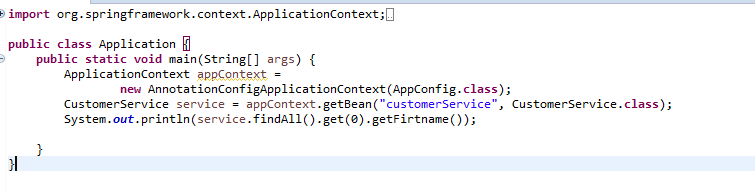 import org.springframework.context.ApplicationContext;
public class Application {
public static void main(String[] args) {
ApplicationContext appContext =
new AnnotationConfigApplicationContext(AppConfig.class);
CustomerService service = appContext.getBean("customerService", CustomerService.class);
System.out.println(service.findAll().get(0).getFirtname());
}
}